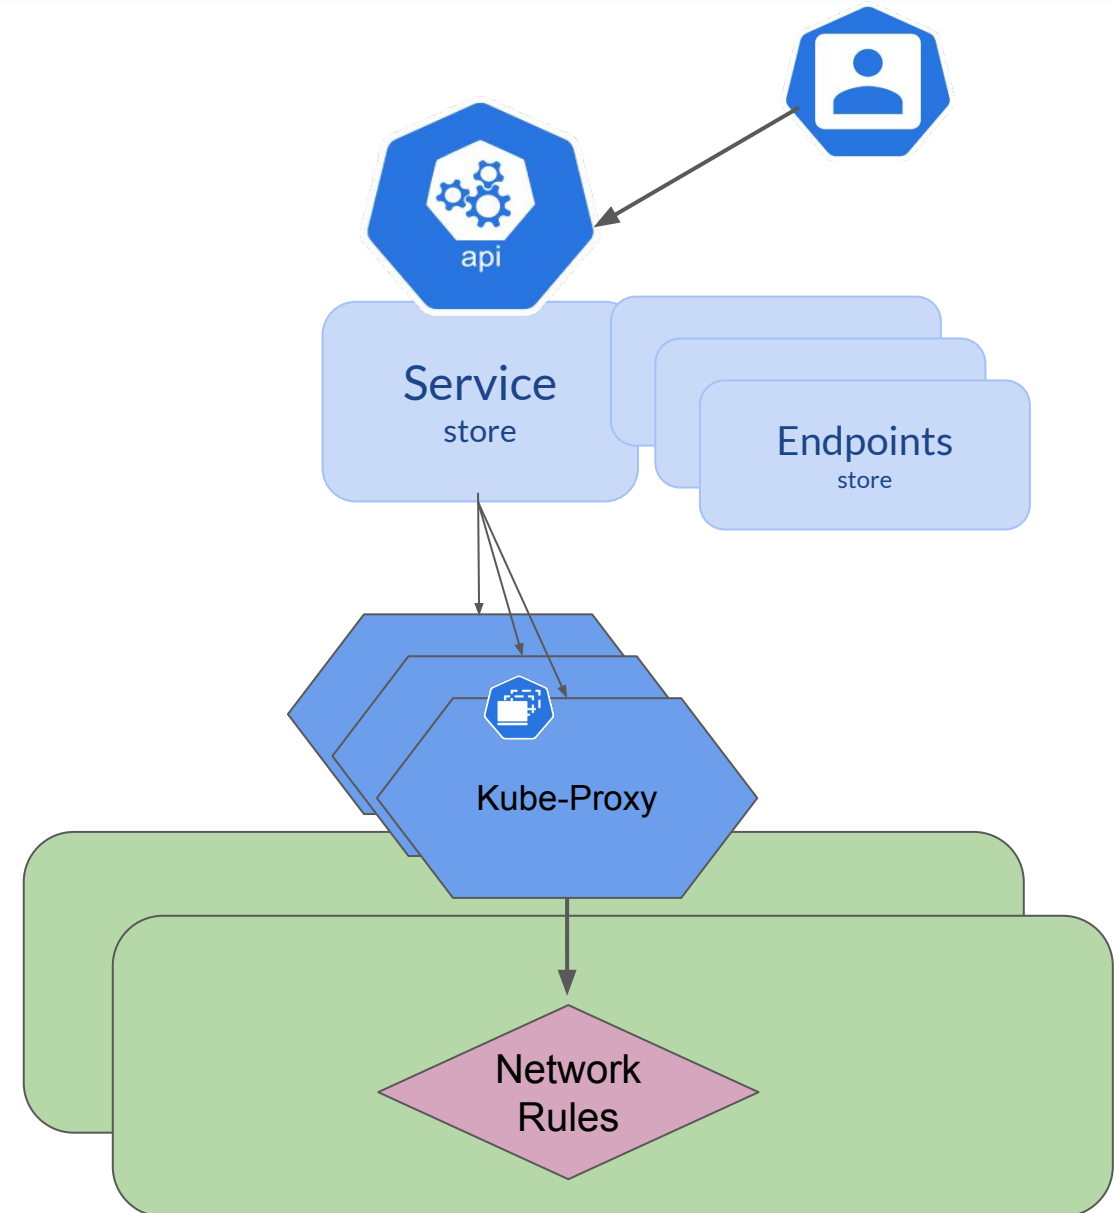 api
Service
store
Endpoints
store
Kube-Proxy
Network
Rules